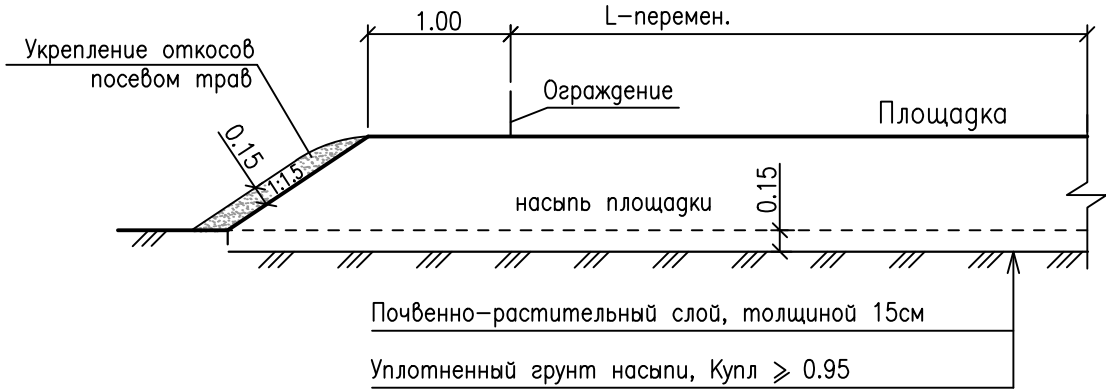 1.00
L-перемен.
Укрепление откосов
посевом трав
Ограждение
Площадка
0.15
1:1.5
насыпь площадки
0.15
Почвенно-растительный слой, толщиной 15см
Уплотненный грунт насыпи, Купл ⩾ 0.95